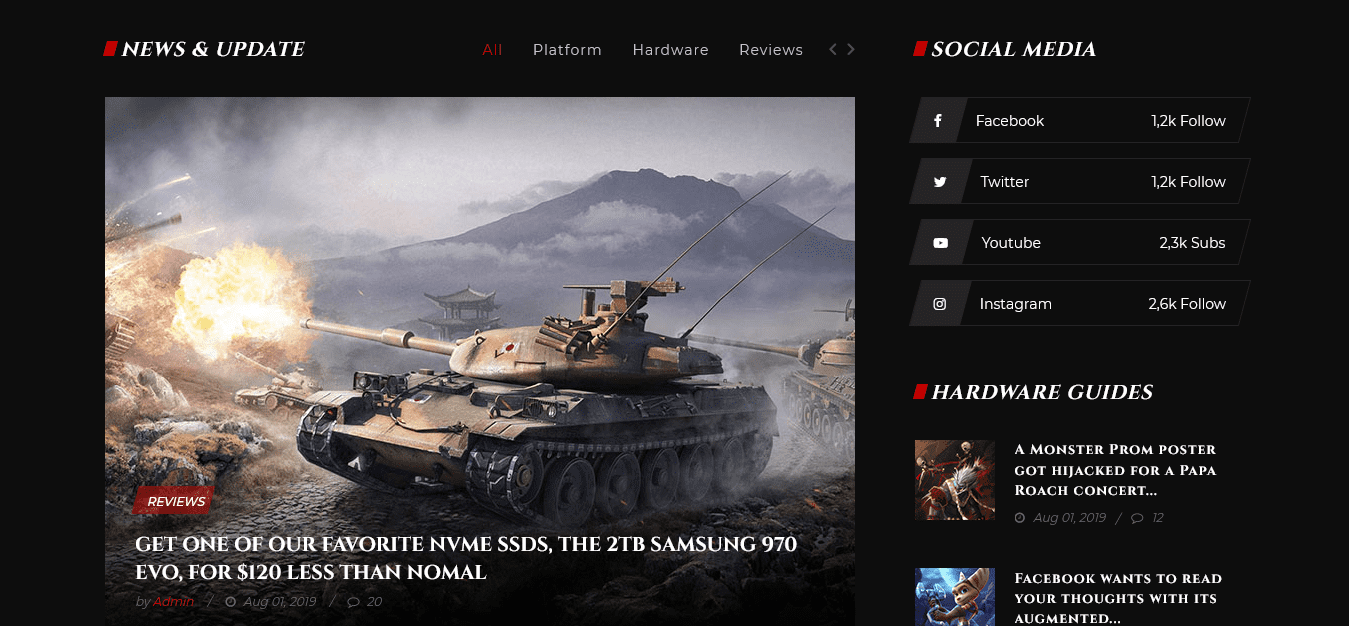 NEWS & UPDATE
All Platform Hardware Reviews
REVIEWS
GET ONE OF OUR FAVORITE NVME SSDS, THE 2TB SAMSUNG 970
EVO, FOR $120 LESS THAN NOMAL
by Admin / Aug 01, 2019 / 20
SOCIAL MEDIA
Facebook 1,2k Follow
Twitter 1,2k Follow
Youtube 2,3k Subs
Instagram 2,6k Follow
HARDWARE GUIDES
A Monster Prom poster
got hijacked for a Papa
Roach concert...
Aug 01, 2019 / 12
Facebook wants to read
your thoughts with its
augmented...